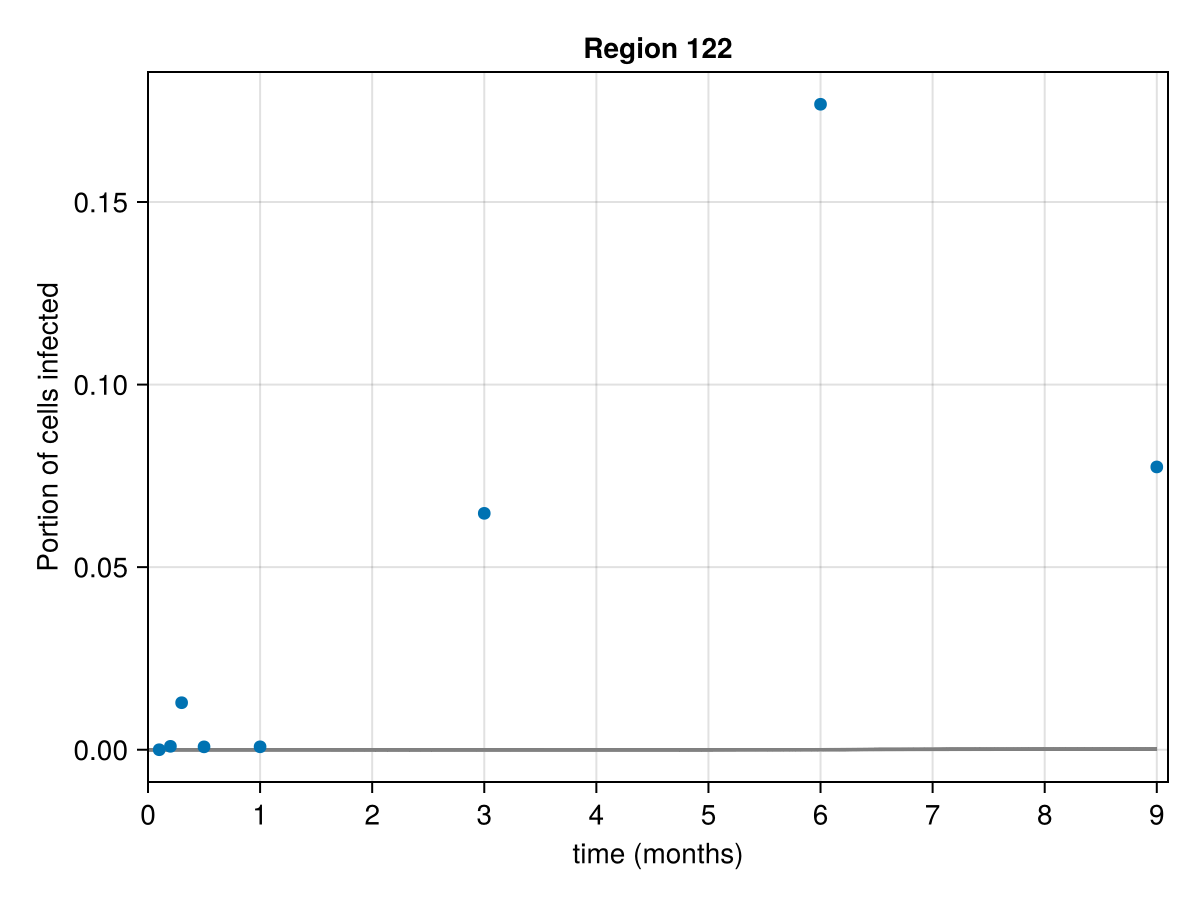 Region 122
Portion of cells infected
0.15
0.10
0.05
0.00
0 1 2 3 4 5 6 7 8 9
time (months)